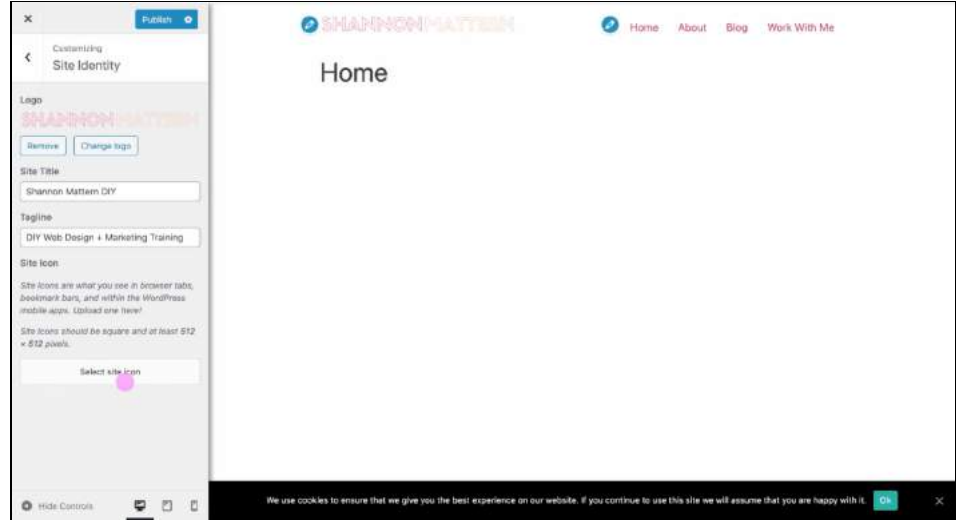 Publish
Customizing
Site Identity
Logo
SHANNON MATTERN
Remove
Change logo
Site Title
Shannon Mattern DIY
Tagline
DIY Web Design + Marketing Training
Site Icon
Site Icons are what you see in browser tabs,
bookmark bars, and within the WordPress
mobile apps. Upload one here!
Site Icons should be square and at least 512
× 512 pixels.
Select site icon
Hide Controls
SHANNON MATTERN
Home About Blog Work With Me
Home
We use cookies to ensure that we give you the best experience on our website. If you continue to use this site we will assume that you are happy with it. Ok